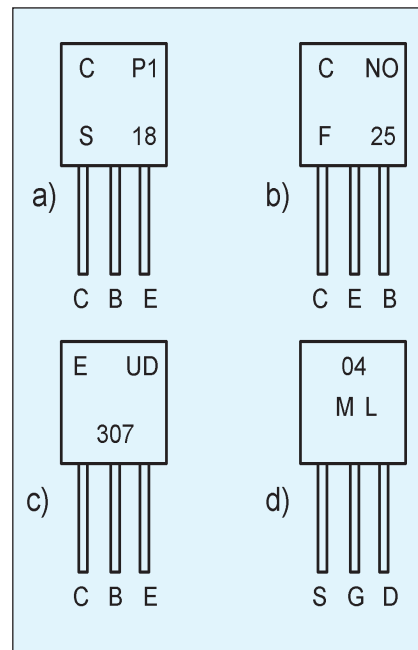 C P1
S 18
a)
C B E
C NO
F 25
b)
C E B
E UD
307
c)
C B E
04
M L
d)
S G D